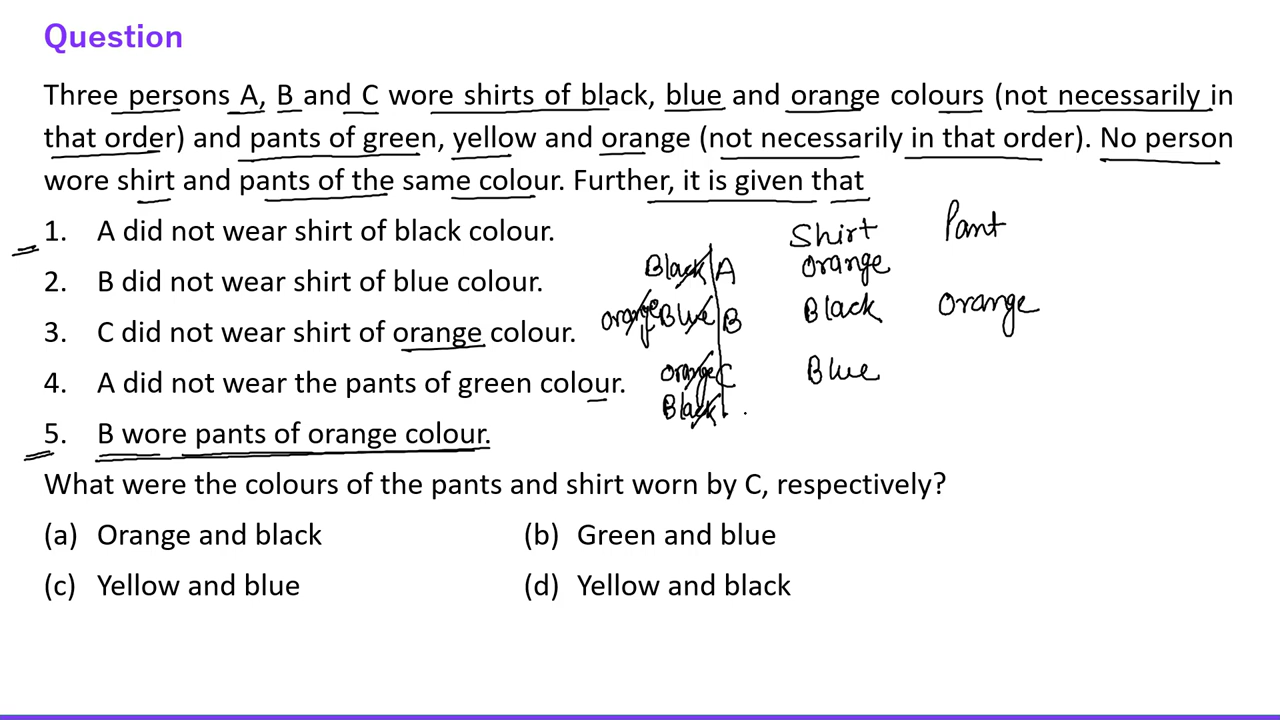 Question
Three persons A, B and C wore shirts of black, blue and orange colours (not necessarily in
that order) and pants of green, yellow and orange (not necessarily in that order). No person
wore shirt and pants of the same colour. Further, it is given that
1. A did not wear shirt of black colour.
2. B did not wear shirt of blue colour.
3. C did not wear shirt of orange colour.
4. A did not wear the pants of green colour.
5. B wore pants of orange colour.
Shirt Pant
Black A Orange
orange Blue B Black Orange
orange C Blue
Black
What were the colours of the pants and shirt worn by C, respectively?
(a) Orange and black (b) Green and blue
(c) Yellow and blue (d) Yellow and black